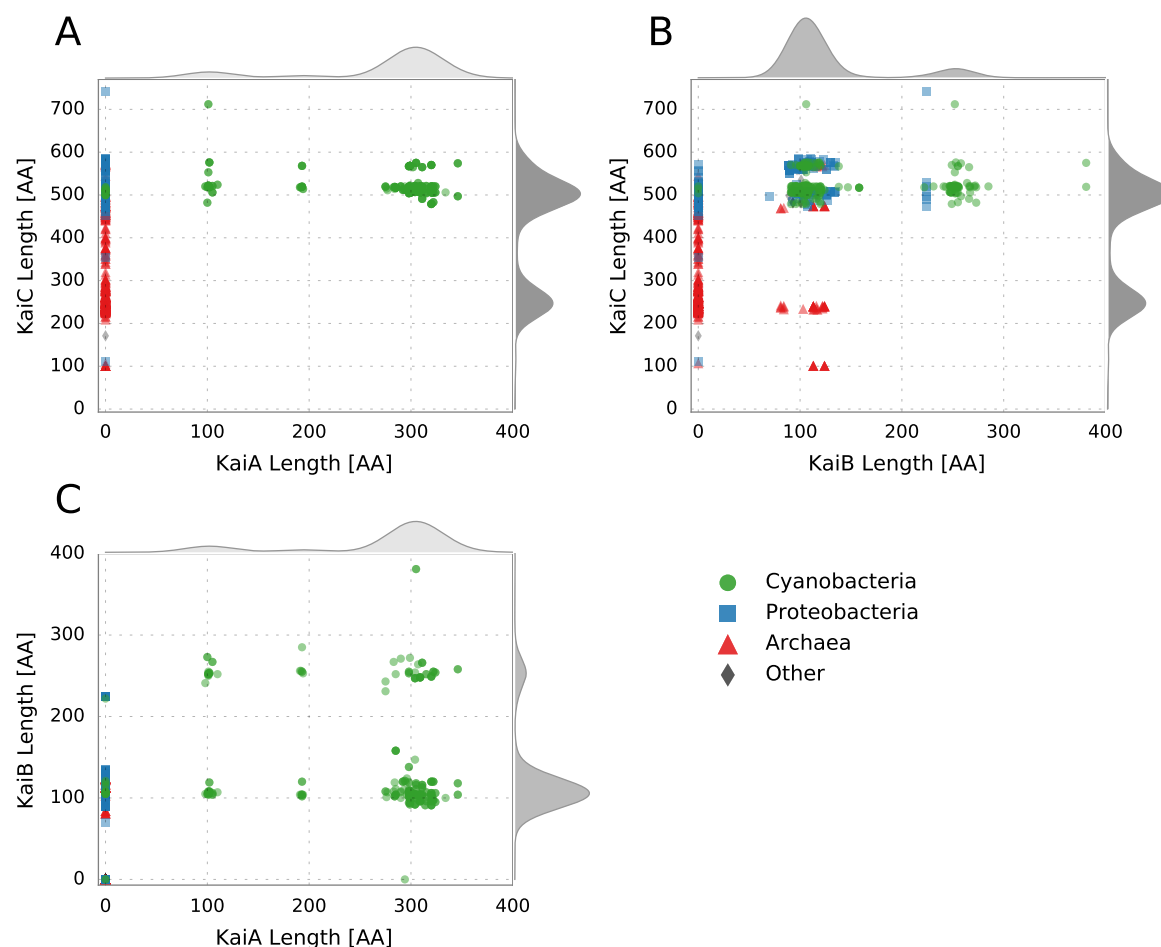 A
B
700
600
500
400
300
200
100
0
KaiC Length [AA]
0 100 200 300 400
KaiA Length [AA]
700
600
500
400
300
200
100
0
KaiC Length [AA]
0 100 200 300 400
KaiB Length [AA]
C
400
300
200
100
0
KaiB Length [AA]
0 100 200 300 400
KaiA Length [AA]
Cyanobacteria
Proteobacteria
Archaea
Other